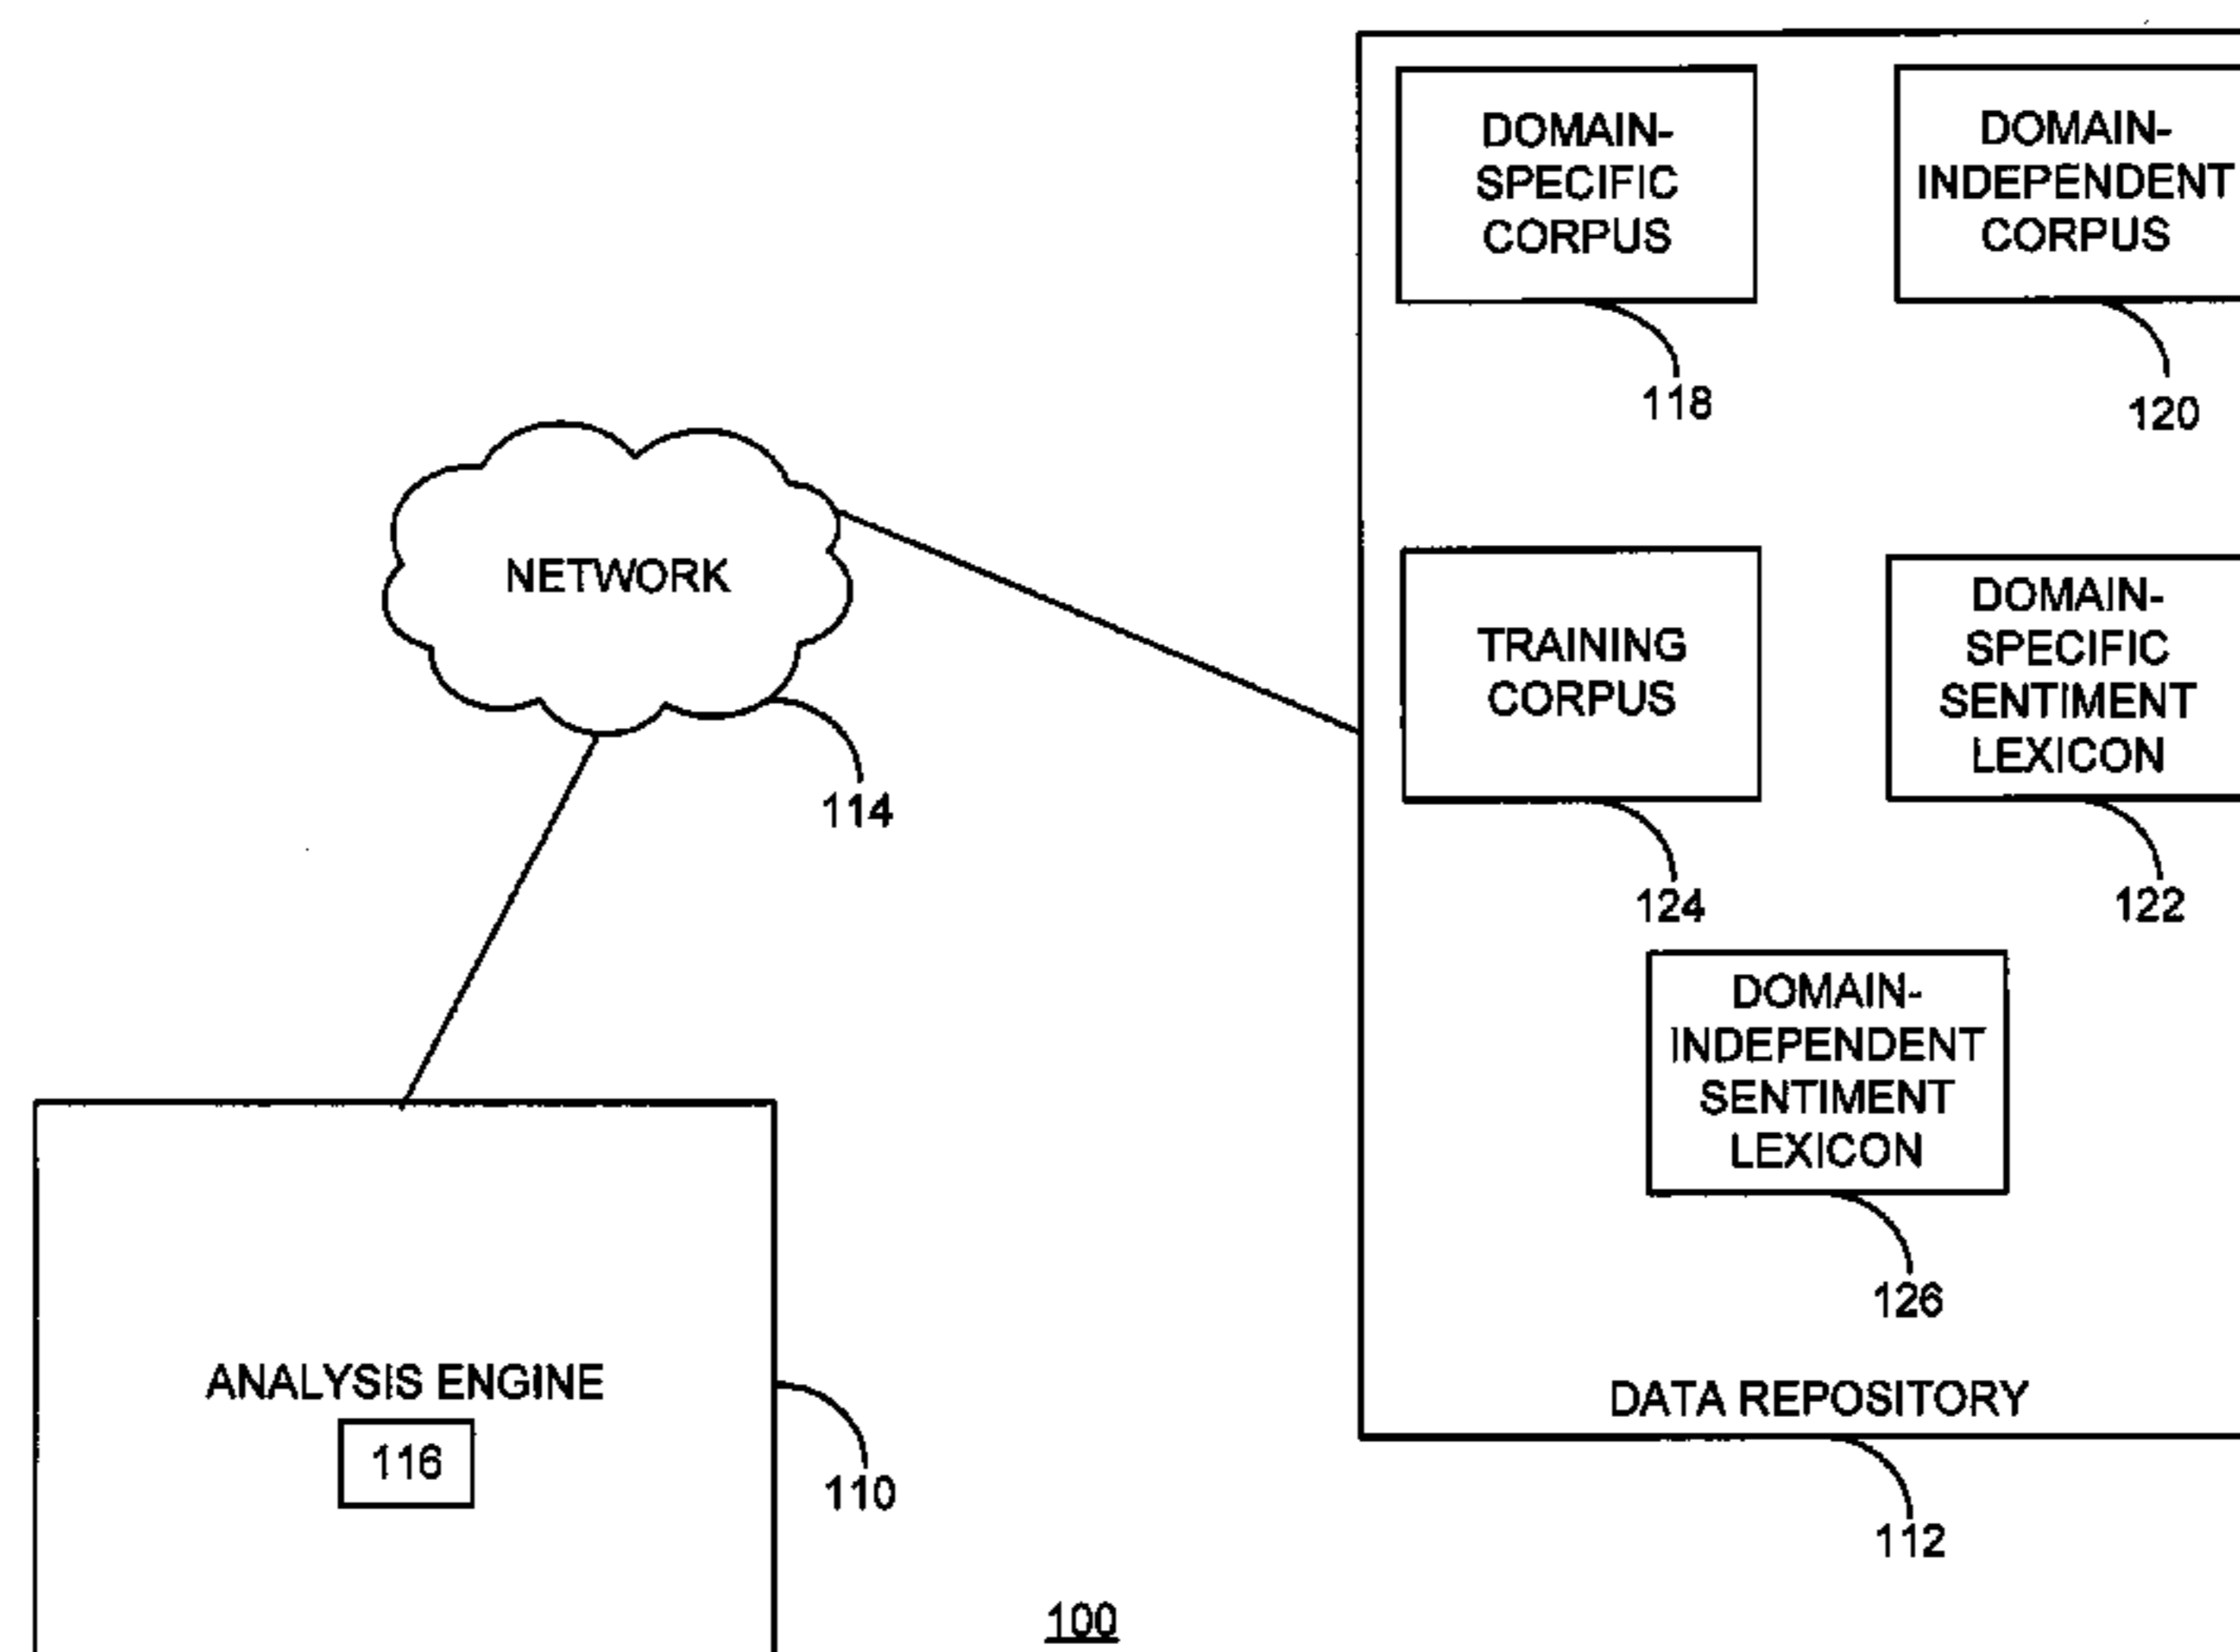 DOMAIN-
SPECIFIC
CORPUS
118
DOMAIN-
INDEPENDENT
CORPUS
120
NETWORK
114
TRAINING
CORPUS
124
DOMAIN-
SPECIFIC
SENTIMENT
LEXICON
122
DOMAIN-
INDEPENDENT
SENTIMENT
LEXICON
126
DATA REPOSITORY
112
ANALYSIS ENGINE
116
110
100